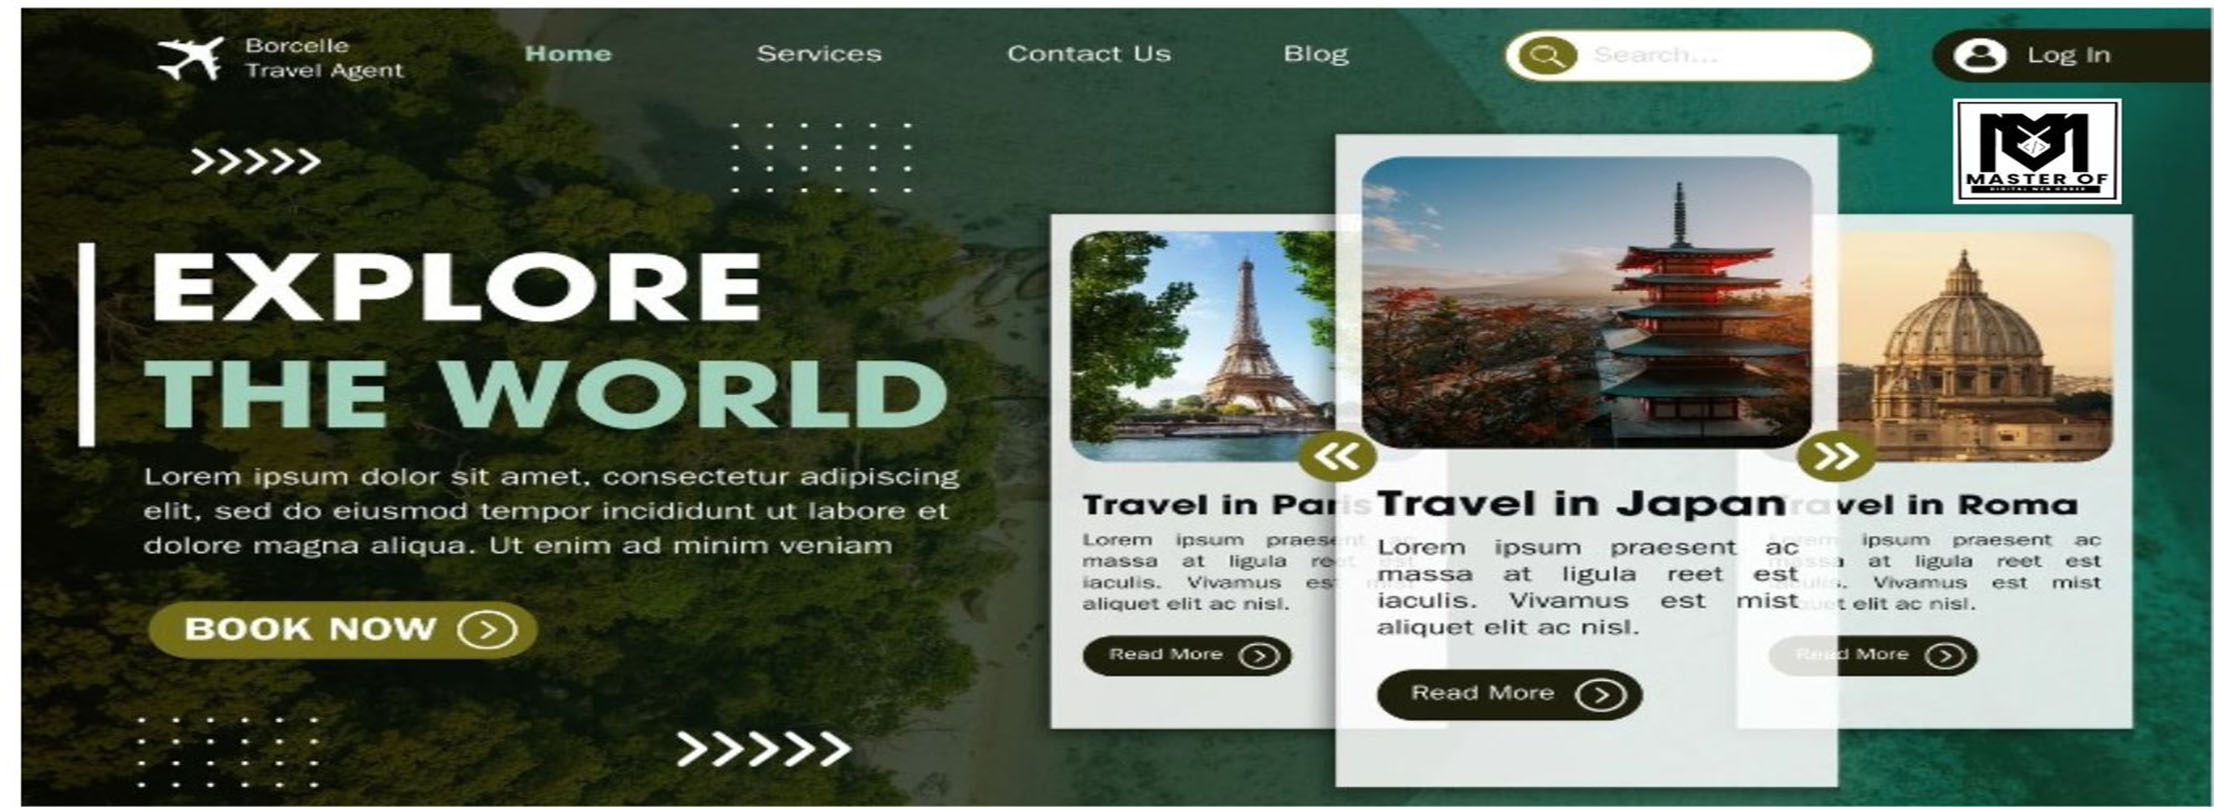 Borcelle
Travel Agent
Home
Services
Contact Us
Blog
Search...
Log In
MASTER OF
EXPLORE
THE WORLD
Lorem ipsum dolor sit amet, consectetur adipiscing
elit, sed do eiusmod tempor incididunt ut labore et
dolore magna aliqua. Ut enim ad minim veniam
BOOK NOW
Travel in Paris
Lorem ipsum praesent ac
massa at ligula reet est
iaculis. Vivamus est mist
aliquet elit ac nisl.
Read More
Travel in Japan
Lorem ipsum praesent ac
massa at ligula reet est
iaculis. Vivamus est mist
aliquet elit ac nisl.
Read More
Travel in Roma
Lorem ipsum praesent ac
massa at ligula reet est
iaculis. Vivamus est mist
aliquet elit ac nisl.
Read More